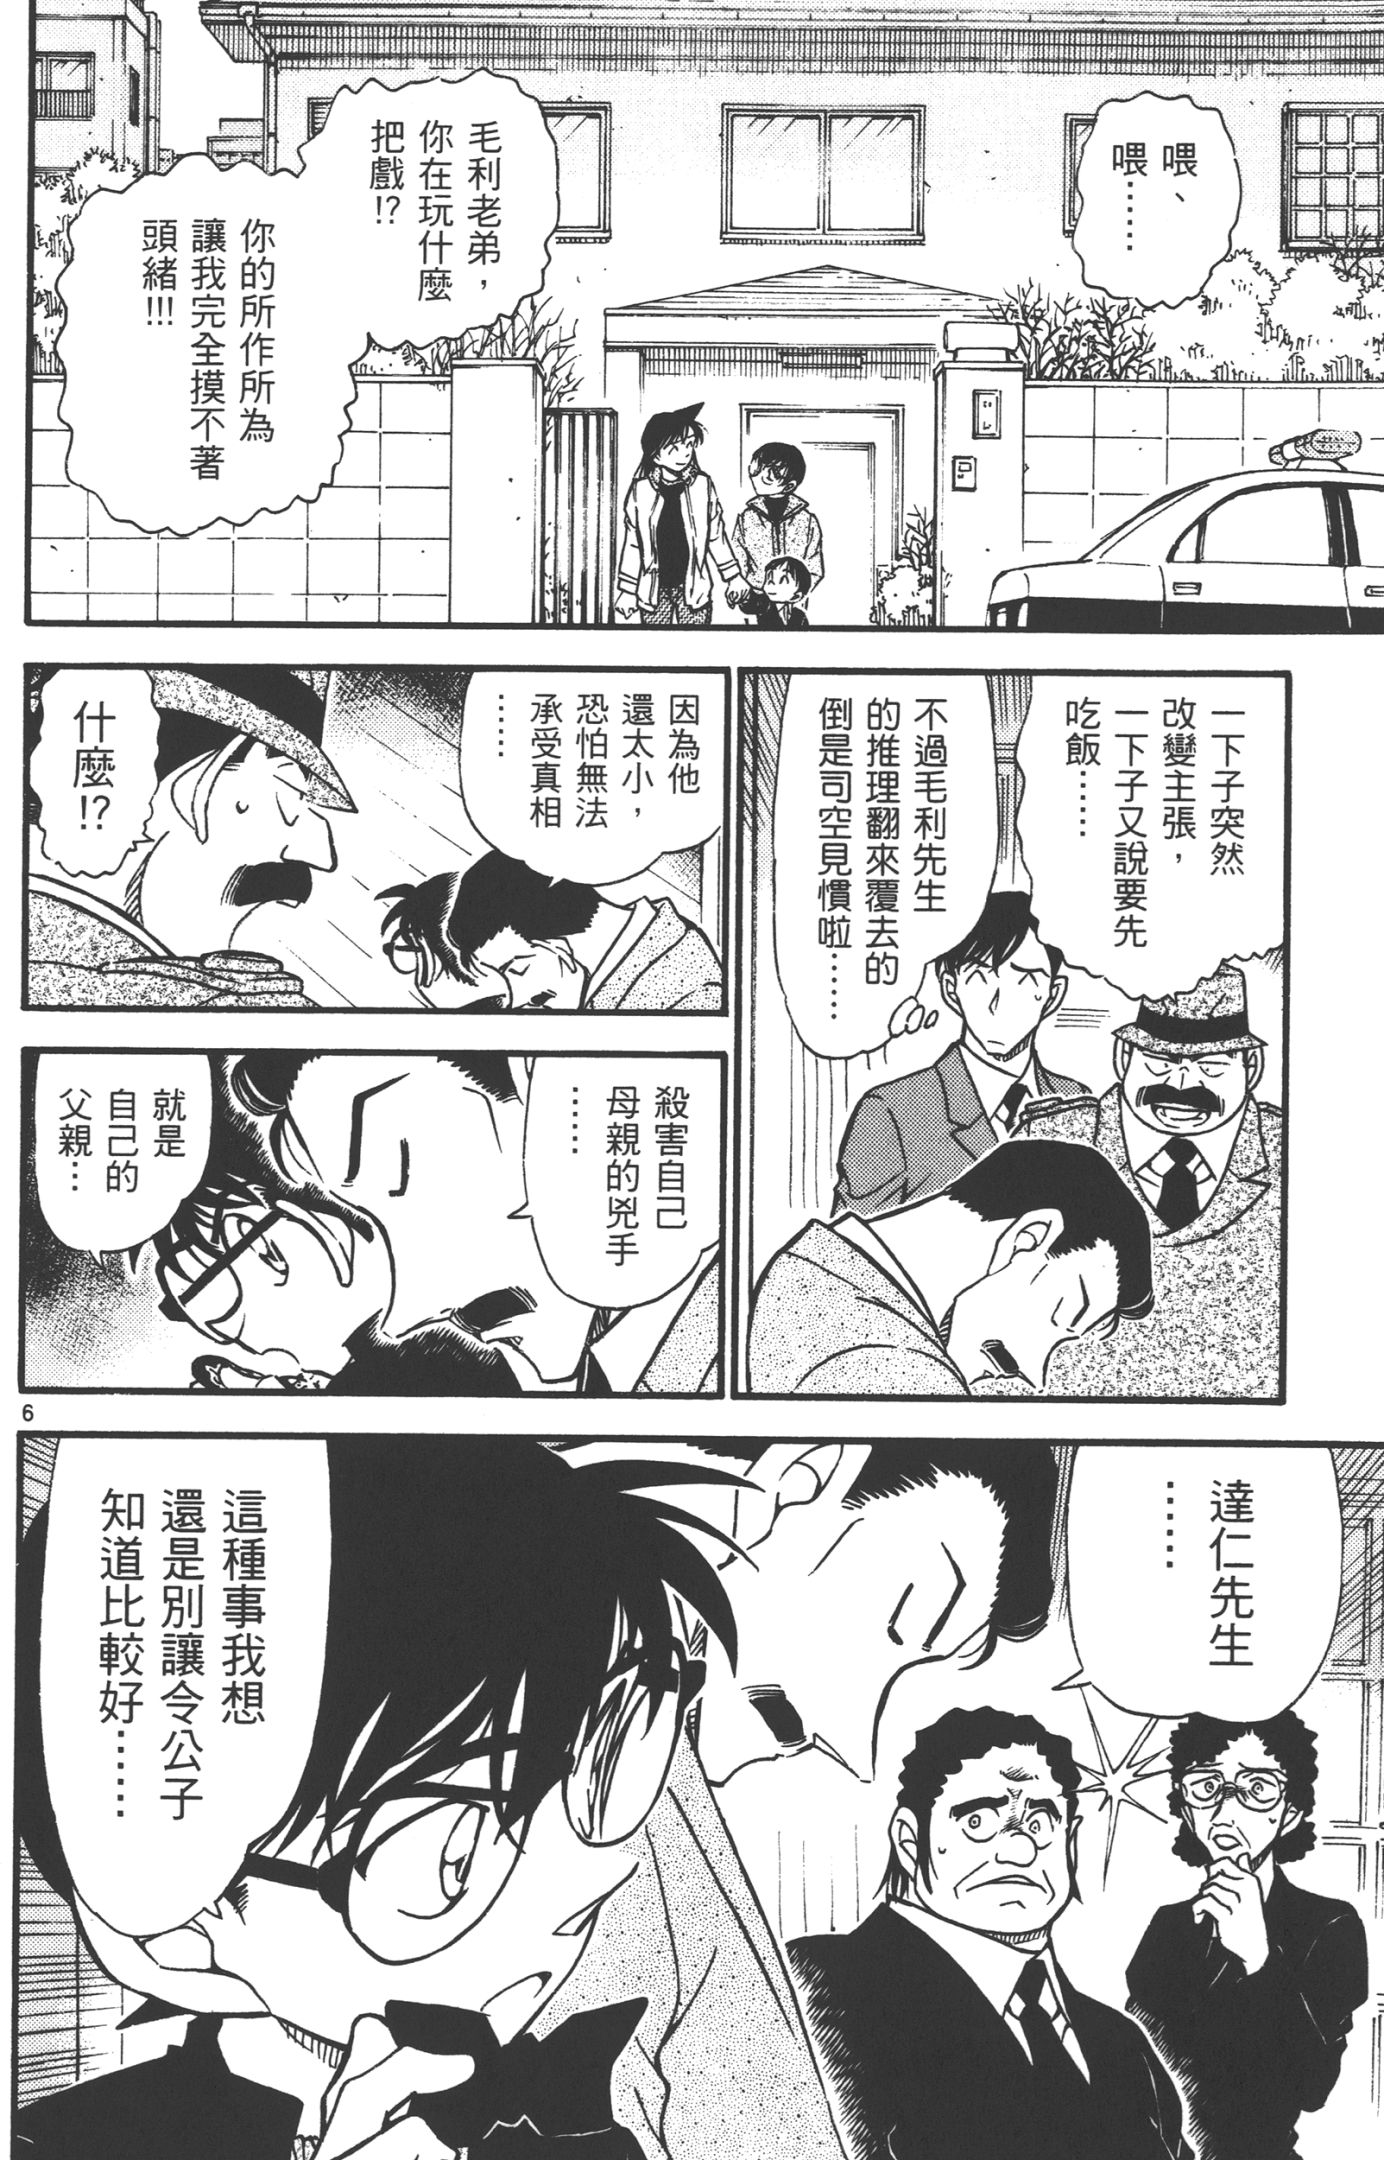 喂、
喂……
毛利老弟，
你在玩什麼
把戲!?
你的所作所為
讓我完全摸不著
頭緒!!!
一下子突然
改變主張，
一下子又說要先
吃飯……
不過毛利先生
的推理翻來覆去的
倒是司空見慣啦……
因為他
還太小，
恐怕無法
承受真相
……
什麼!?
殺害自己
母親的兇手
……
就是
自己的
父親…
6
達仁先生
……
這種事我想
還是別讓令公子
知道比較好……